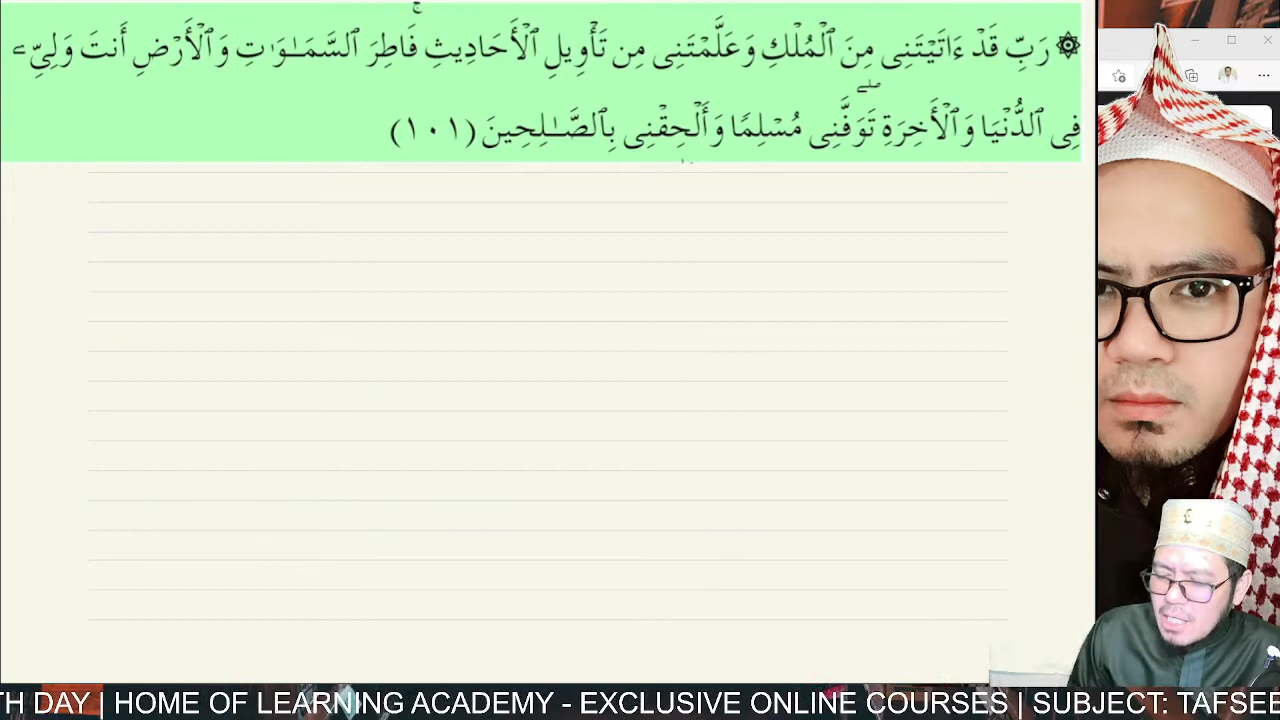 ۞ رَبِّ قَدْ ءَاتَيْتَنِى مِنَ ٱلْمُلْكِ وَعَلَّمْتَنِى مِن تَأْوِيلِ ٱلْأَحَادِيثِ ۚ فَاطِرَ ٱلسَّمَـٰوَٰتِ وَٱلْأَرْضِ أَنتَ وَلِىِّۦ
فِى ٱلدُّنْيَا وَٱلْأَخِرَةِ ۖ تَوَفَّنِى مُسْلِمًا وَأَلْحِقْنِى بِٱلصَّـٰلِحِينَ (١٠١)
TH DAY | HOME OF LEARNING ACADEMY - EXCLUSIVE ONLINE COURSES | SUBJECT: TAFSEE